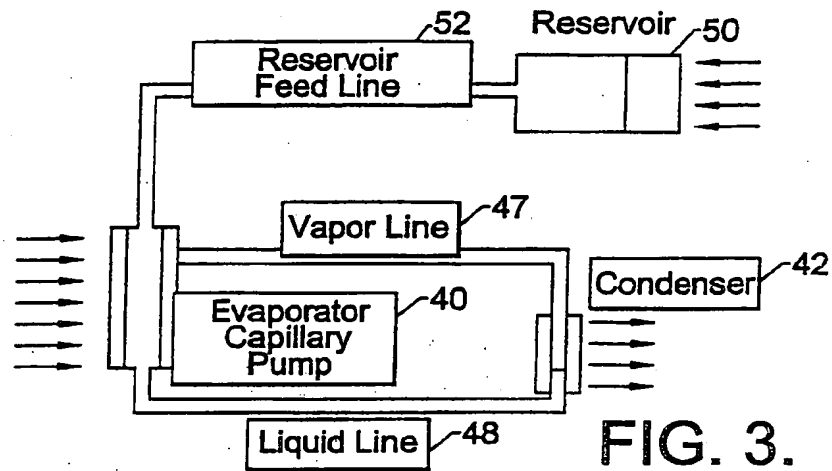 52
Reservoir
50
Reservoir
Feed Line
Vapor Line
47
Condenser
42
Evaporator
Capillary
Pump
40
Liquid Line
48
FIG. 3.